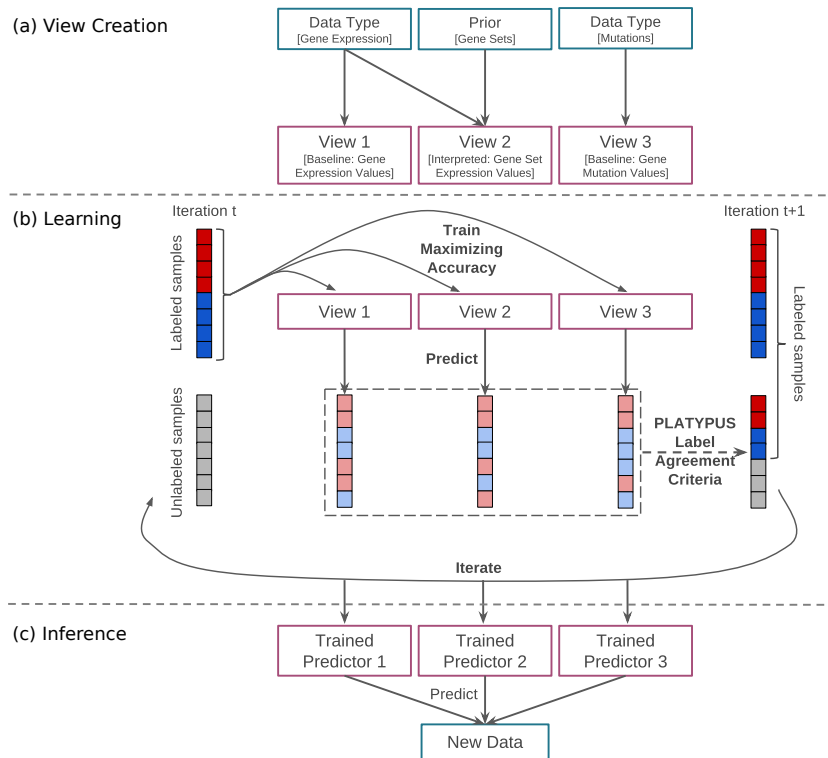 (a) View Creation
Data Type
[Gene Expression]
Prior
[Gene Sets]
Data Type
[Mutations]
View 1
[Baseline: Gene
Expression Values]
View 2
[Interpreted: Gene Set
Expression Values]
View 3
[Baseline: Gene
Mutation Values]
(b) Learning
Iteration t
Iteration t+1
Labeled samples
Unlabeled samples
Train
Maximizing
Accuracy
View 1
View 2
View 3
Predict
PLATYPUS
Label
Agreement
Criteria
Labeled samples
Iterate
(c) Inference
Trained
Predictor 1
Trained
Predictor 2
Trained
Predictor 3
Predict
New Data